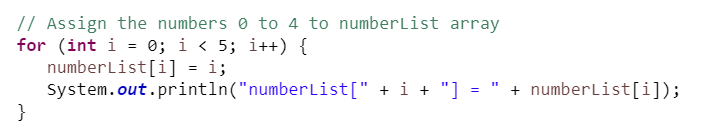 // Assign the numbers 0 to 4 to numberList array
for (int i = 0; i < 5; i++) {
numberList[i] = i;
System.out.println("numberList[" + i + "] = " + numberList[i]);
}